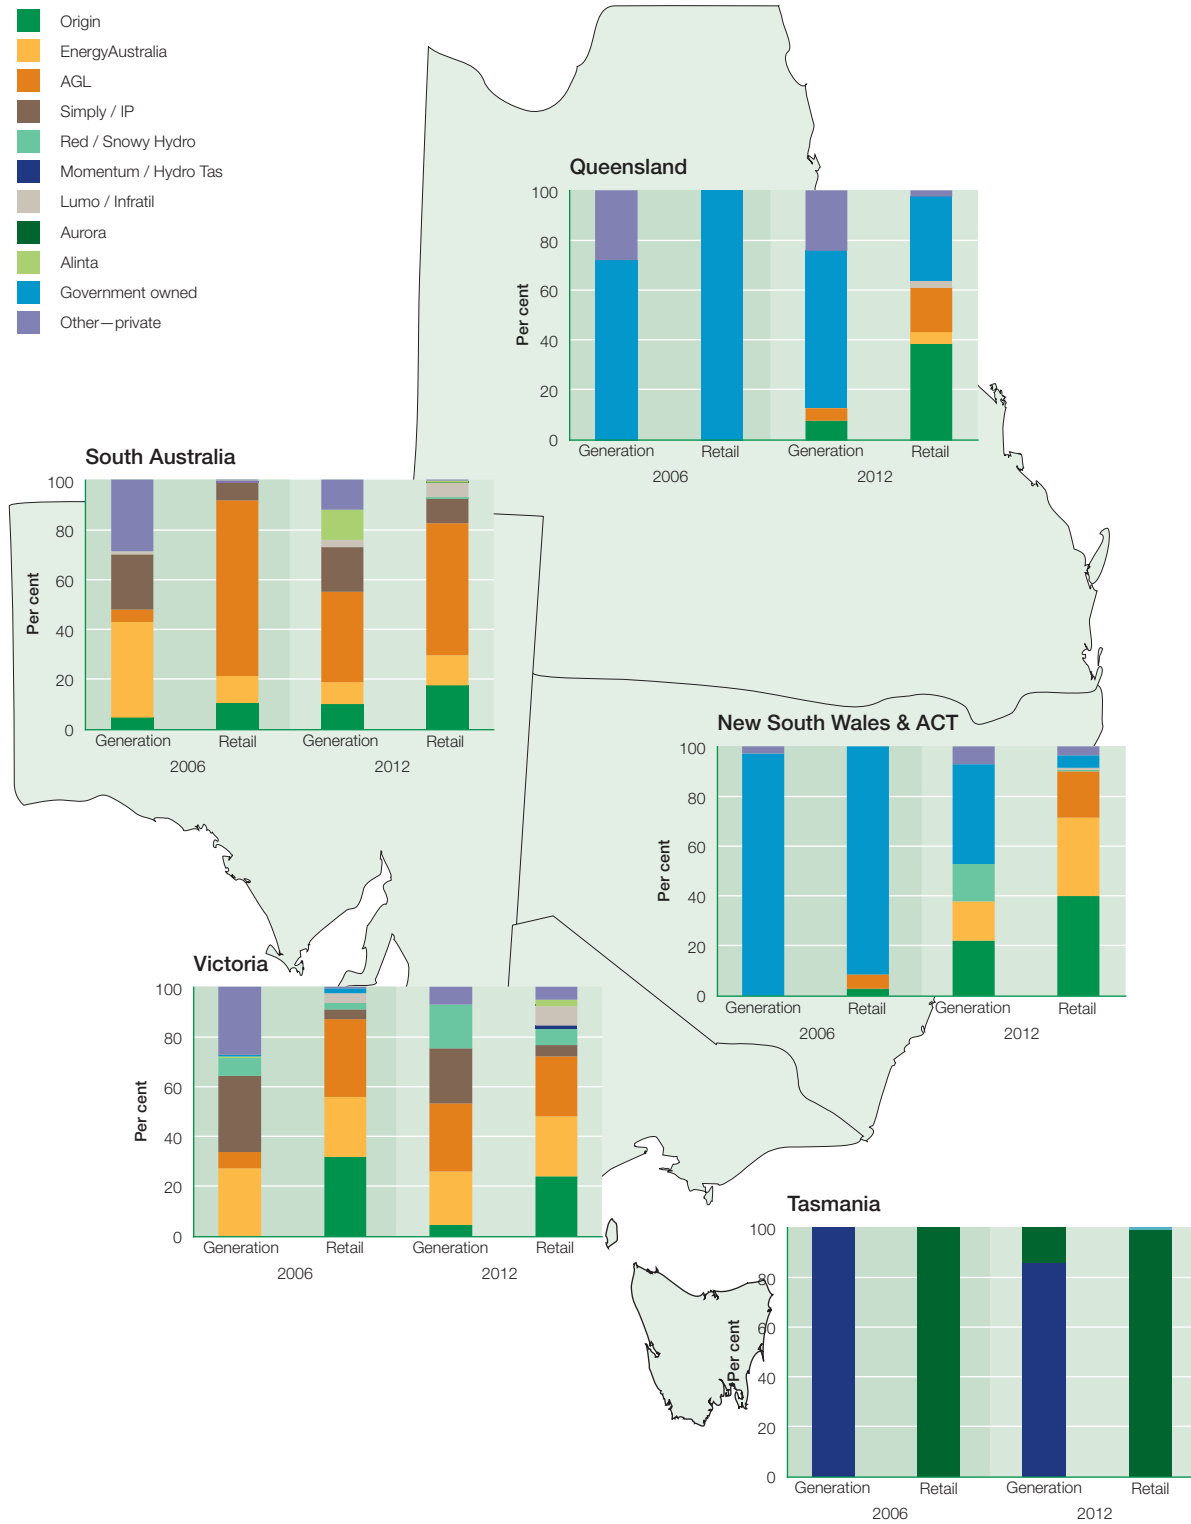 Origin
EnergyAustralia
AGL
Simply / IP
Red / Snowy Hydro
Momentum / Hydro Tas
Lumo / Infratil
Aurora
Alinta
Government owned
Other—private
Queensland
Per cent
100
80
60
40
20
0
Generation Retail Generation Retail
2006 2012
South Australia
Per cent
100
80
60
40
20
0
Generation Retail Generation Retail
2006 2012
New South Wales & ACT
Per cent
100
80
60
40
20
0
Generation Retail Generation Retail
2006 2012
Victoria
Per cent
100
80
60
40
20
0
Generation Retail Generation Retail
2006 2012
Tasmania
Per cent
100
80
60
40
20
0
Generation Retail Generation Retail
2006 2012